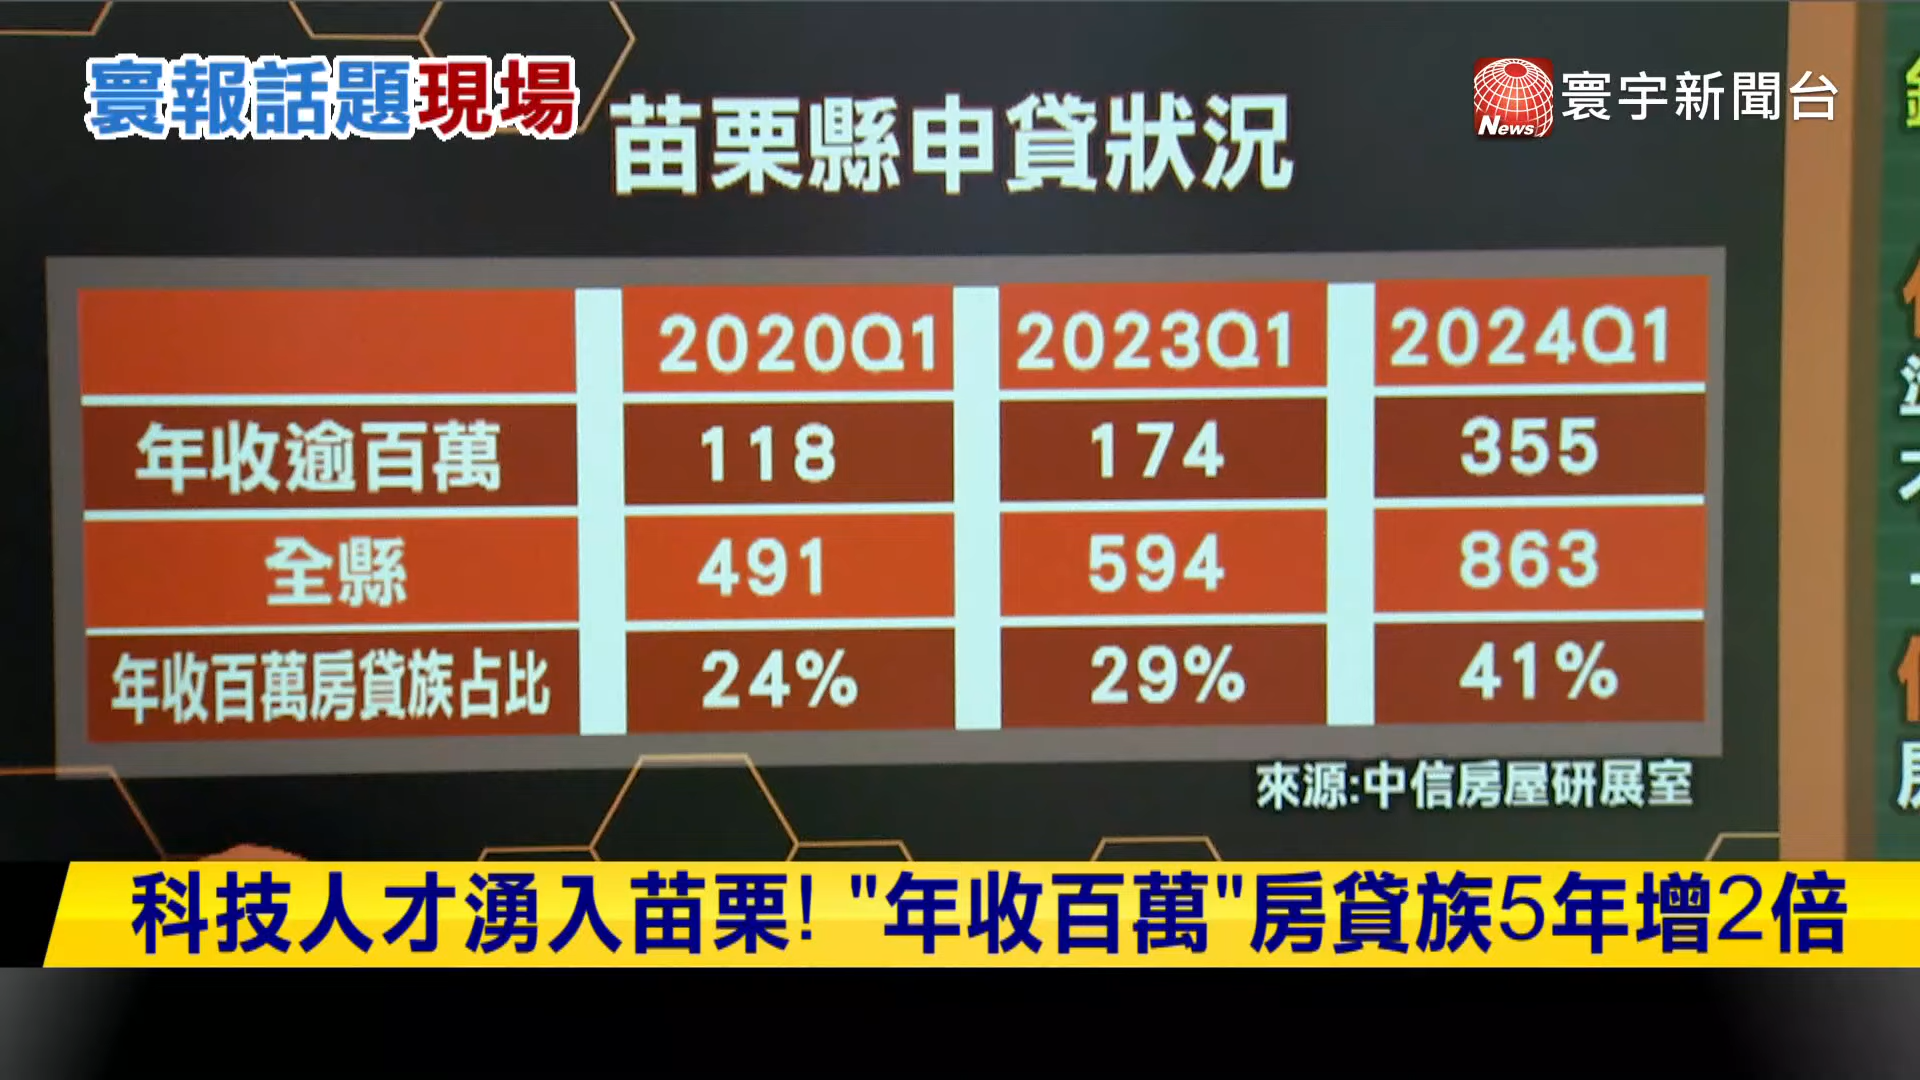 寰報話題現場
News 寰宇新聞台
苗栗縣申貸狀況
2020Q1 2023Q1 2024Q1
年收逾百萬 118 174 355
全縣 491 594 863
年收百萬房貸族占比 24% 29% 41%
來源:中信房屋研展室
科技人才湧入苗栗! "年收百萬"房貸族5年增2倍